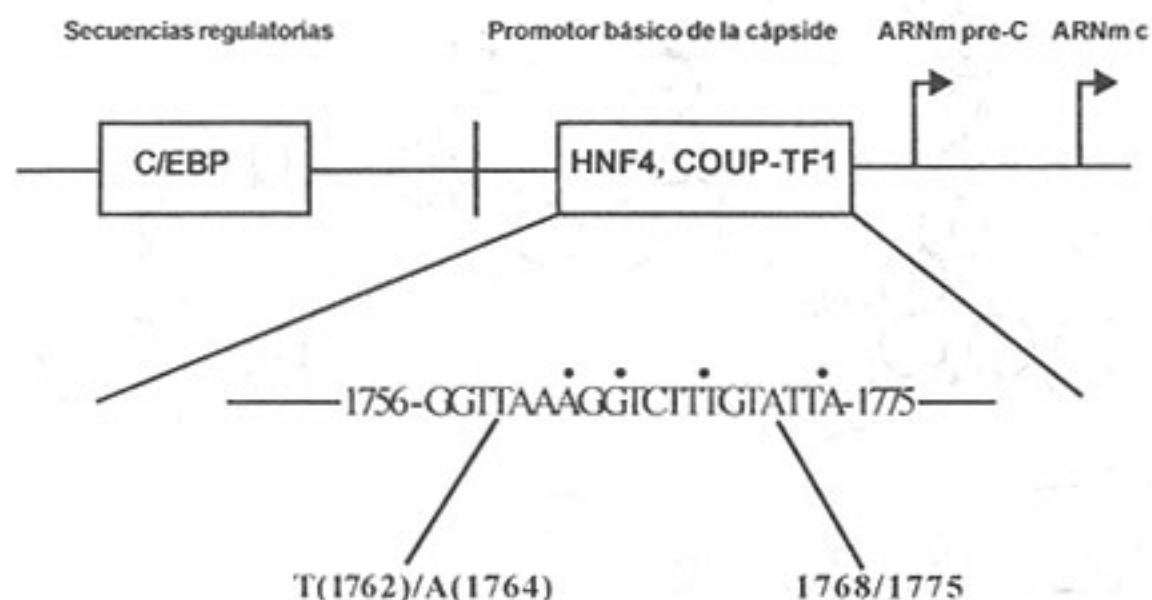 Secuencias regulatorias Promotor básico de la cápside ARNm pre-C ARNm c
C/EBP HNF4, COUP-TF1
1756-GGTTAAAGGTCTTTGTATTA-1775
T(1762)/A(1764) 1768/1775